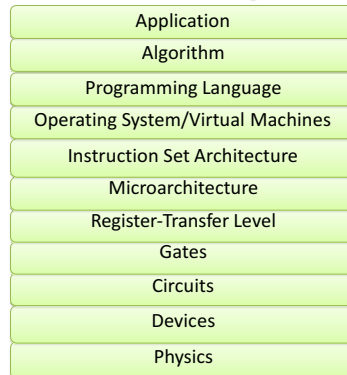 Application
Algorithm
Programming Language
Operating System/Virtual Machines
Instruction Set Architecture
Microarchitecture
Register-Transfer Level
Gates
Circuits
Devices
Physics